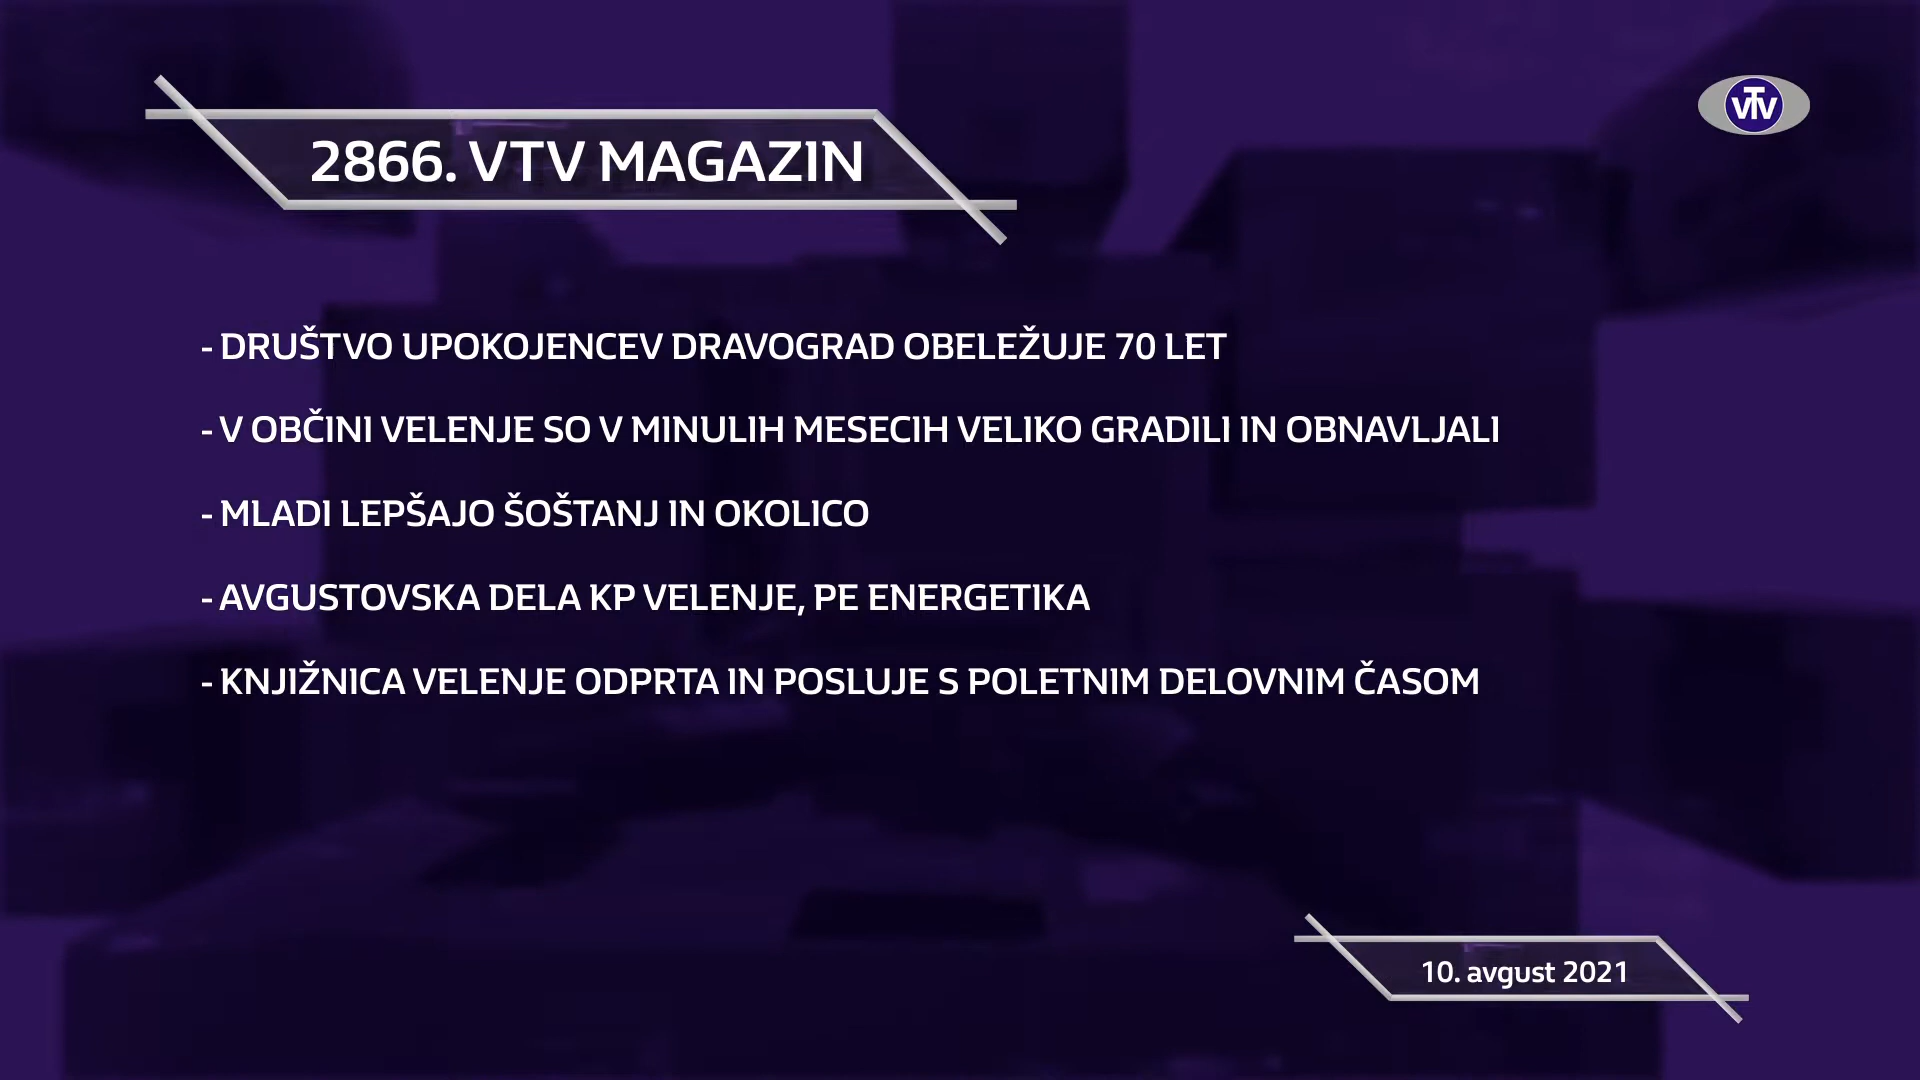 2866. VTV MAGAZIN
VTV
- DRUŠTVO UPOKOJENCEV DRAVOGRAD OBELEŽUJE 70 LET
- V OBČINI VELENJE SO V MINULIH MESECIH VELIKO GRADILI IN OBNAVLJALI
- MLADI LEPŠAJO ŠOŠTANJ IN OKOLICO
- AVGUSTOVSKA DELA KP VELENJE, PE ENERGETIKA
- KNJIŽNICA VELENJE ODPRTA IN POSLUJE S POLETNIM DELOVNIM ČASOM
10. avgust 2021